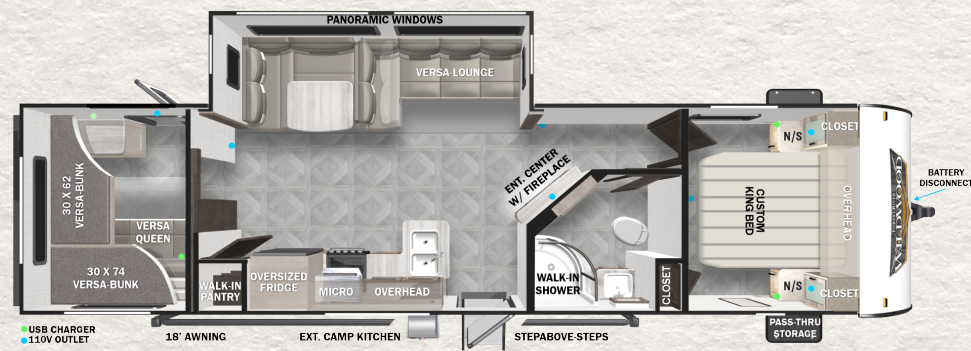 PANORAMIC WINDOWS
VERSA-LOUNGE
ENT. CENTER
W/ FIREPLACE
N/S
CLOSET
30 X 62
VERSA-BUNK
VERSA
QUEEN
CUSTOM
KING BED
OVERHEAD
WILDWOOD
BATTERY
DISCONNECT
30 X 74
VERSA-BUNK
WALK-IN
PANTRY
OVERSIZED
FRIDGE
MICRO
OVERHEAD
WALK-IN
SHOWER
CLOSET
N/S
CLOSET
USB CHARGER
110V OUTLET
18' AWNING
EXT. CAMP KITCHEN
STEPABOVE-STEPS
PASS-THRU
STORAGE